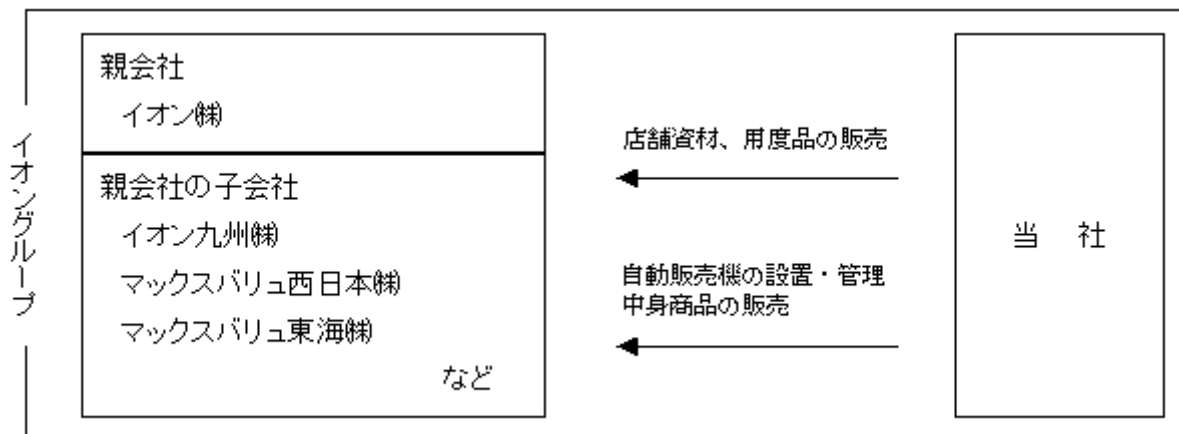 イオングループ
親会社
イオン㈱
親会社の子会社
イオン九州㈱
マックスバリュ西日本㈱
マックスバリュ東海㈱
など
店舗資材、用度品の販売
自動販売機の設置・管理
中身商品の販売
当 社